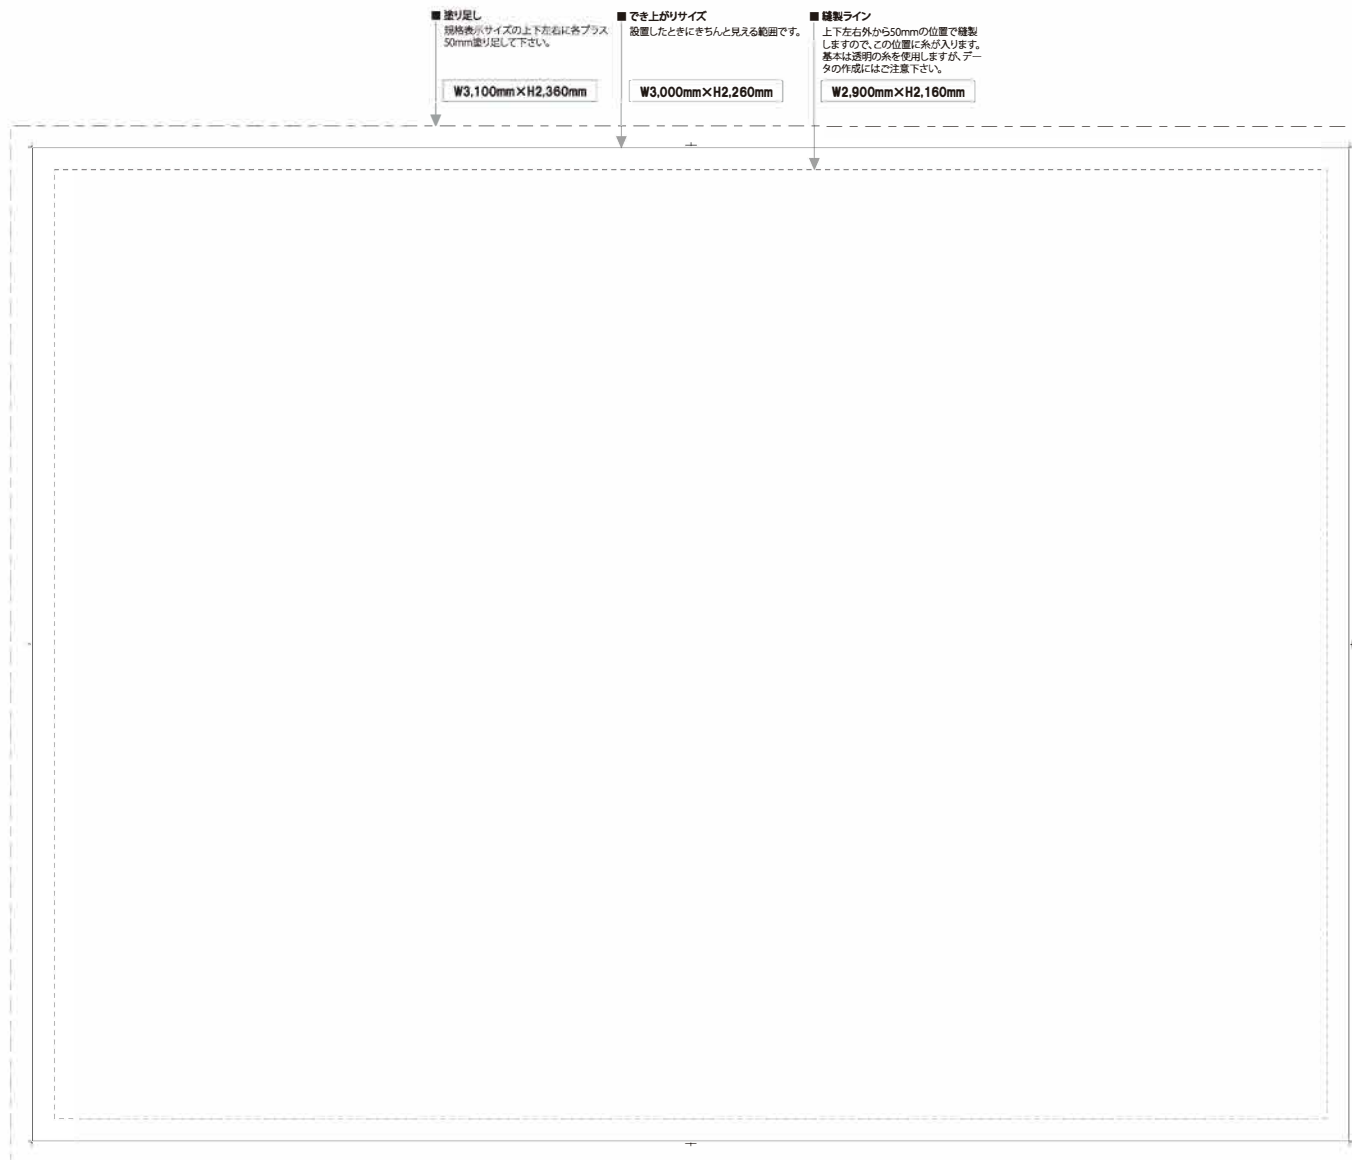 ■ 塗り足し
規格表示サイズの上下左右に各プラス
50mm塗り足して下さい。
W3,100mm×H2,360mm
■ でき上がりサイズ
設置したときにきちんと見える範囲です。
W3,000mm×H2,260mm
■ 縫製ライン
上下左右外から50mmの位置で縫製
しますので、この位置に糸が入ります。
基本は透明の糸を使用しますが、デー
タの作成にはご注意下さい。
W2,900mm×H2,160mm